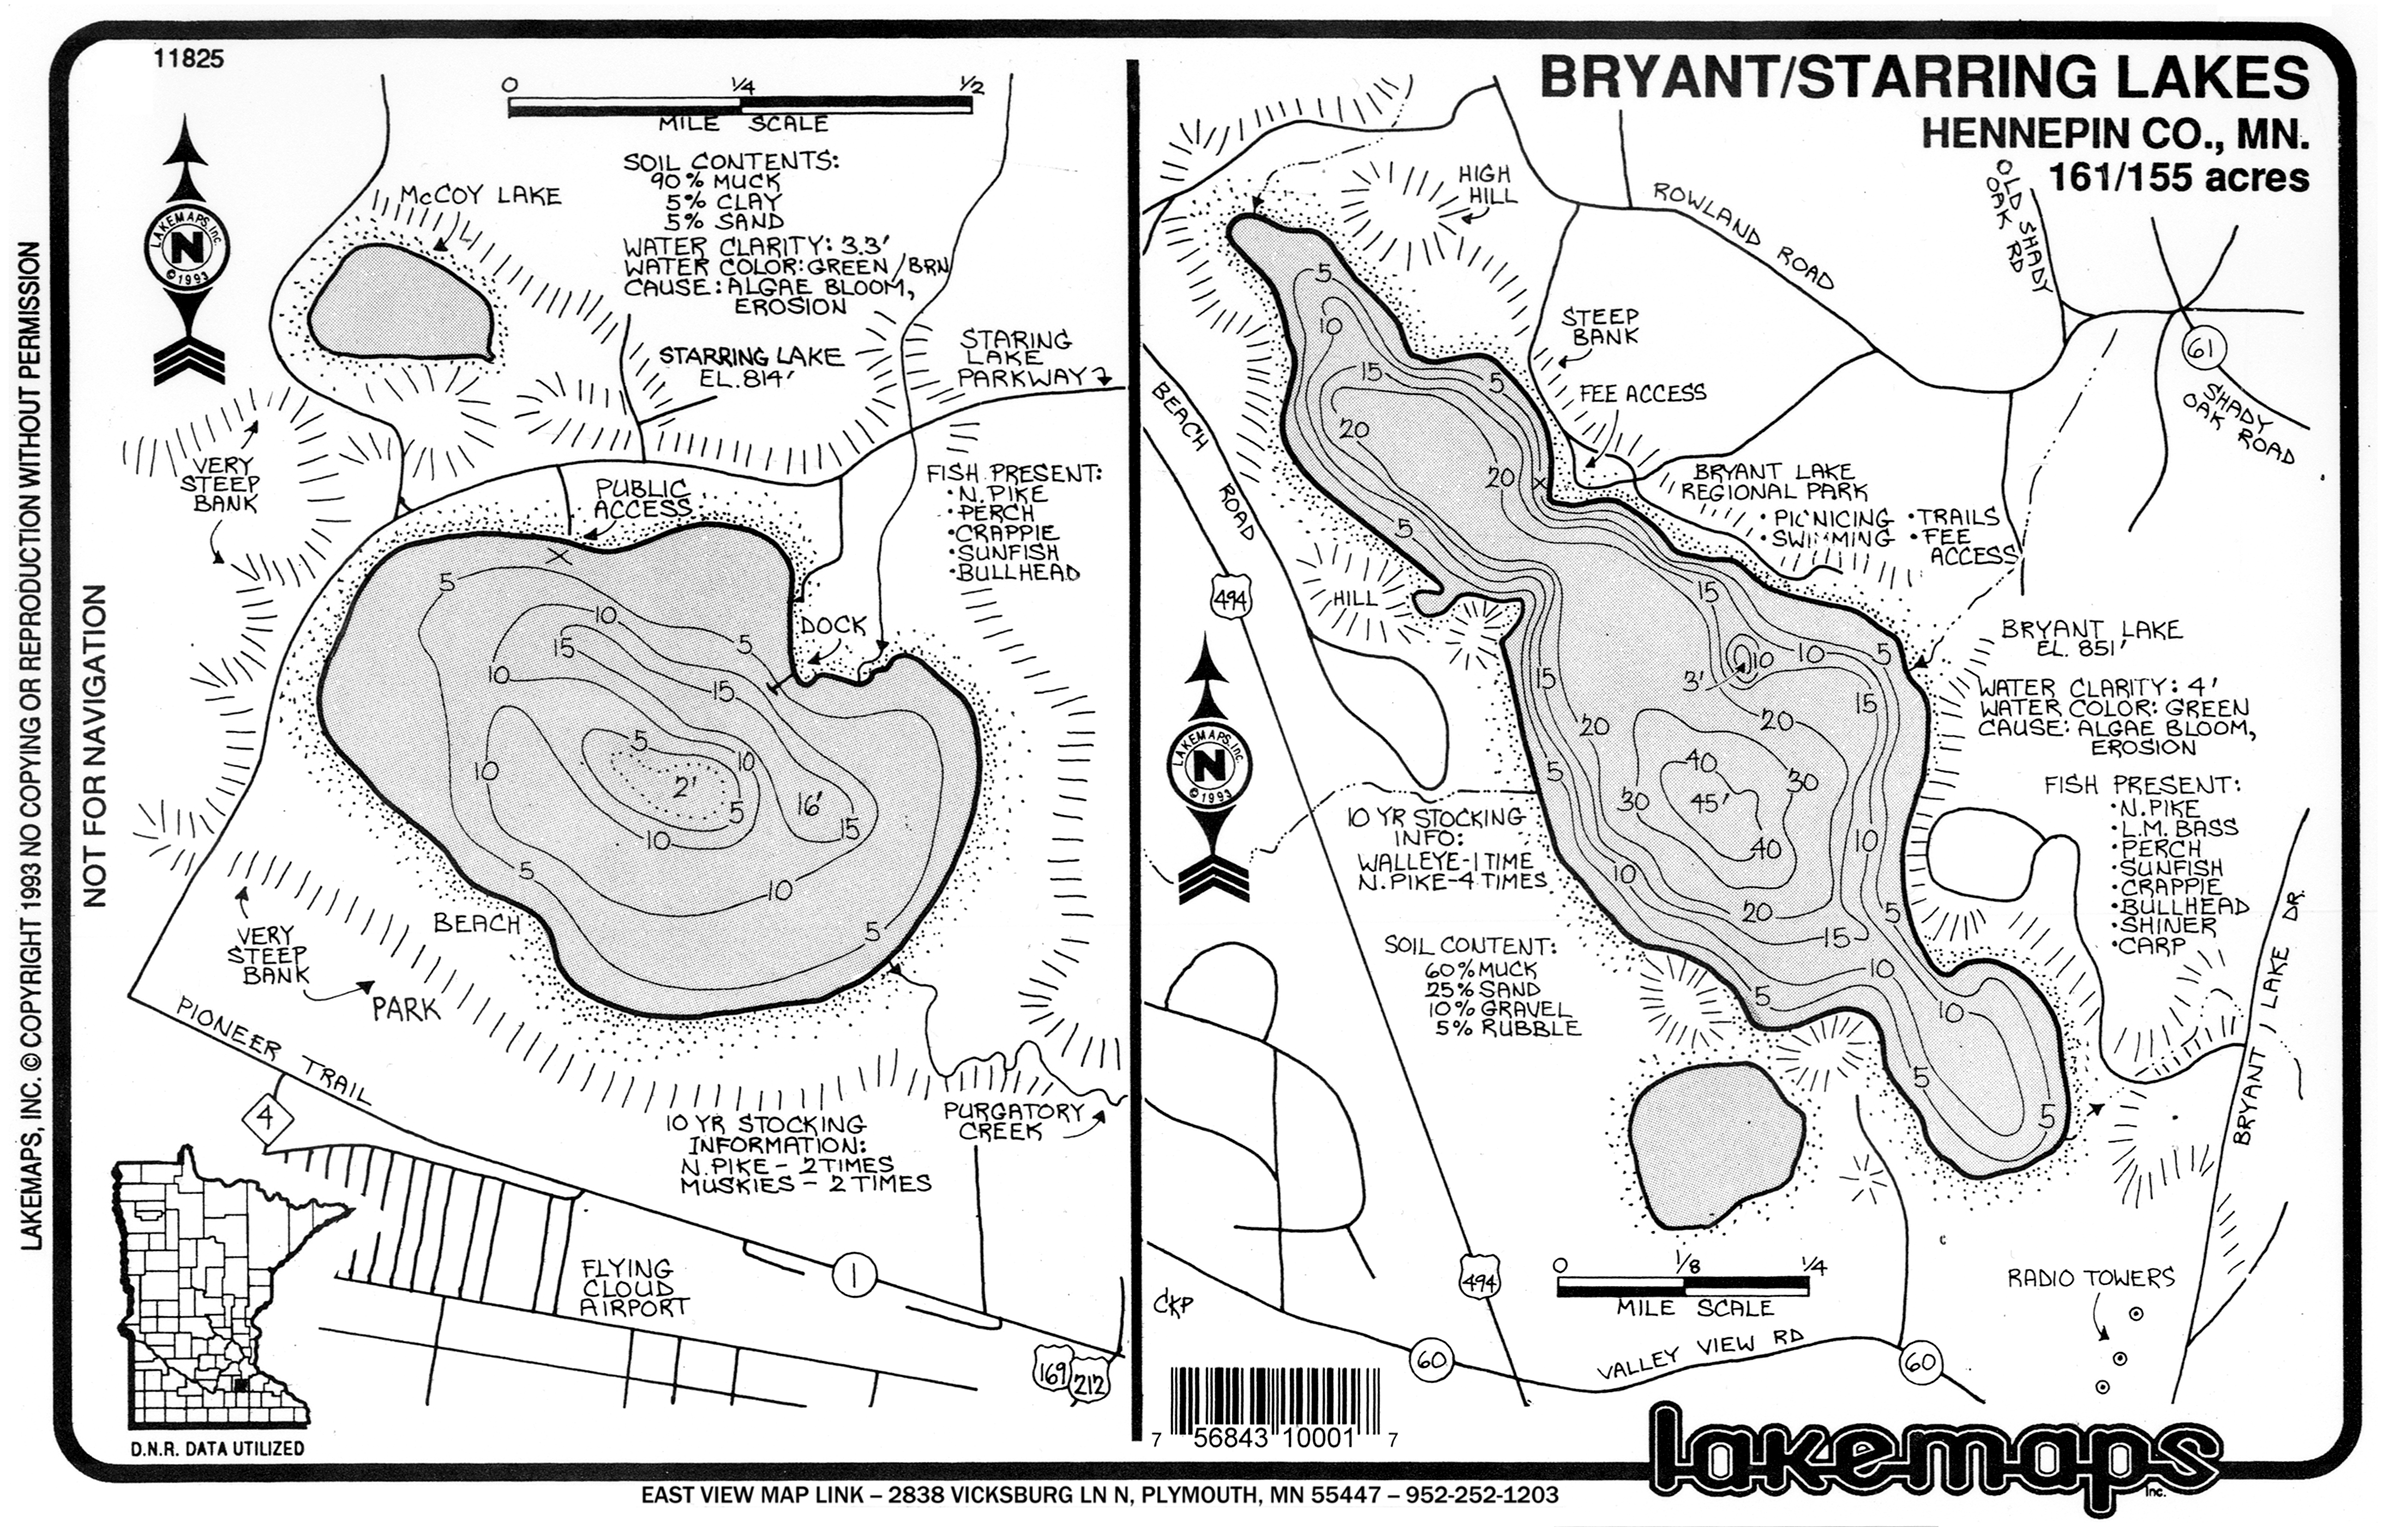 11825
BRYANT/STARRING LAKES
HENNEPIN CO., MN.
161/155 acres
LAKEMAPS, INC. © COPYRIGHT 1993 NO COPYING OR REPRODUCTION WITHOUT PERMISSION
NOT FOR NAVIGATION
0 1/4 1/2
MILE SCALE
LAKEMAPS, Inc.
N
© 1993
McCOY LAKE
SOIL CONTENTS:
90% MUCK
5% CLAY
5% SAND
WATER CLARITY: 3.3'
WATER COLOR: GREEN/BRN
CAUSE: ALGAE BLOOM,
EROSION
STARRING LAKE
EL. 814'
STARING
LAKE
PARKWAY
VERY
STEEP
BANK
PUBLIC
ACCESS
FISH PRESENT:
• N. PIKE
• PERCH
• CRAPPIE
• SUNFISH
• BULLHEAD
X
DOCK
5
10
5
15
10
15
5
10
2'
10
5
16'
15
10
5
10
5
BEACH
VERY
STEEP
BANK
PARK
PIONEER TRAIL
4
10 YR STOCKING
INFORMATION:
N. PIKE - 2 TIMES
MUSKIES - 2 TIMES
PURGATORY
CREEK
FLYING
CLOUD
AIRPORT
1
169
212
D.N.R. DATA UTILIZED
HIGH
HILL
ROWLAND ROAD
OLD SHADY
OAK RD
61
SHADY
OAK ROAD
STEEP
BANK
FEE ACCESS
BEACH ROAD
494
HILL
BRYANT LAKE
REGIONAL PARK
• PICNICING • TRAILS
• SWIMMING • FEE
ACCESS
5
10
15
5
20
20
X
5
15
10
10
5
3'
15
15
20
20
40
5
30
45'
30
40
10
10
20
5
15
10
5
10
5
5
BRYANT LAKE
EL. 851'
WATER CLARITY: 4'
WATER COLOR: GREEN
CAUSE: ALGAE BLOOM,
EROSION
FISH PRESENT:
• N. PIKE
• L.M. BASS
• PERCH
• SUNFISH
• CRAPPIE
• BULLHEAD
• SHINER
• CARP
LAKEMAPS, Inc.
N
© 1993
10 YR STOCKING
INFO:
WALLEYE - 1 TIME
N. PIKE - 4 TIMES
SOIL CONTENT:
60% MUCK
25% SAND
10% GRAVEL
5% RUBBLE
BRYANT LAKE DR.
494
0 1/8 1/4
MILE SCALE
RADIO TOWERS
CKP
60
VALLEY VIEW RD
60
7 56843 10001 7
lakemaps
Inc.
EAST VIEW MAP LINK – 2838 VICKSBURG LN N, PLYMOUTH, MN 55447 – 952-252-1203